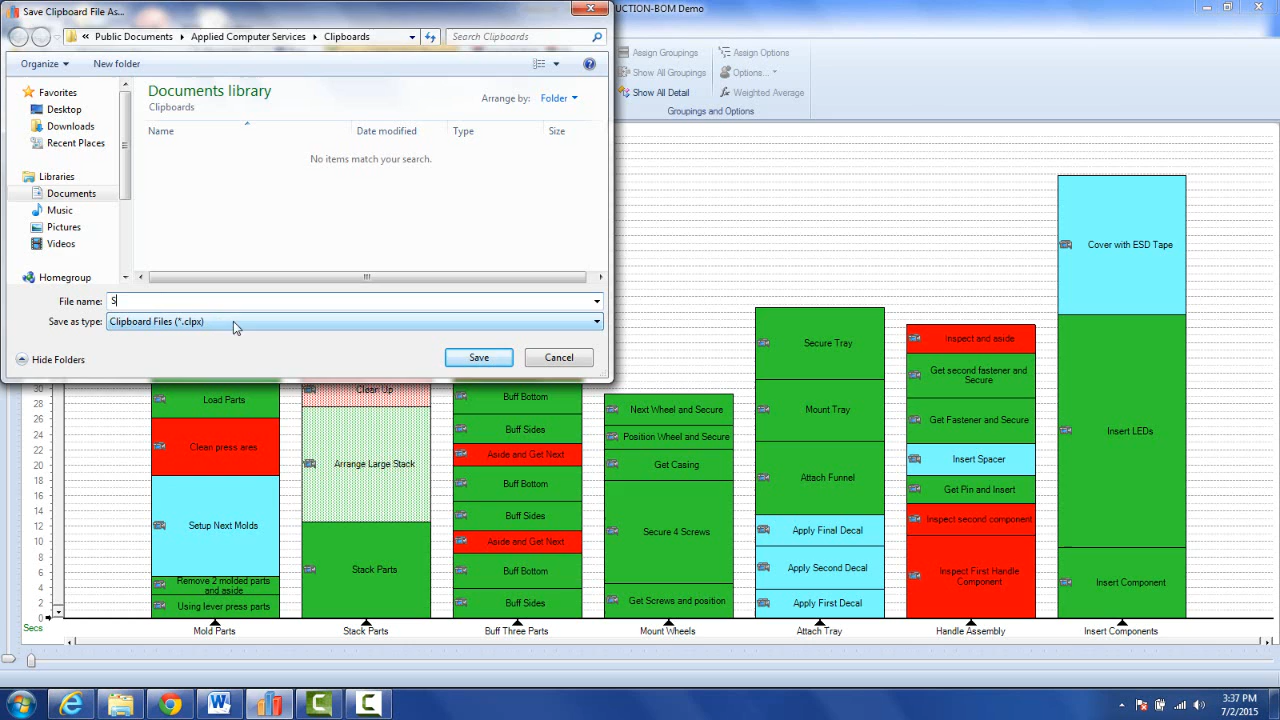 Save Clipboard File As...
UCTION-BOM Demo
« Public Documents Applied Computer Services Clipboards
Search Clipboards
Organize
New folder
Assign Groupings
Assign Options
Show All Groupings
Options...
Show All Detail
Weighted Average
Groupings and Options
Favorites
Desktop
Downloads
Recent Places
Libraries
Documents
Music
Pictures
Videos
Homegroup
Documents library
Clipboards
Arrange by: Folder
Name
Date modified
Type
Size
No items match your search.
File name: S
Save as type: Clipboard Files (*.clpx)
Hide Folders
Save
Cancel
30
28
26
24
22
20
18
16
14
12
10
8
6
4
2
0
Secs
Load Parts
Clean press ares
Setup Next Molds
Remove 2 molded parts and aside
Using lever press parts
Mold Parts
Clean Up
Arrange Large Stack
Stack Parts
Stack Parts
Buff Bottom
Buff Sides
Aside and Get Next
Buff Bottom
Buff Sides
Aside and Get Next
Buff Bottom
Buff Sides
Buff Three Parts
Next Wheel and Secure
Position Wheel and Secure
Get Casing
Secure 4 Screws
Get Screws and position
Mount Wheels
Secure Tray
Mount Tray
Attach Funnel
Apply Final Decal
Apply Second Decal
Apply First Decal
Attach Tray
Inspect and aside
Get second fastener and Secure
Get Fastener and Secure
Insert Spacer
Get Pin and Insert
Inspect second component
Inspect First Handle Component
Handle Assembly
Cover with ESD Tape
Insert LEDs
Insert Component
Insert Components
3:37 PM
7/2/2015